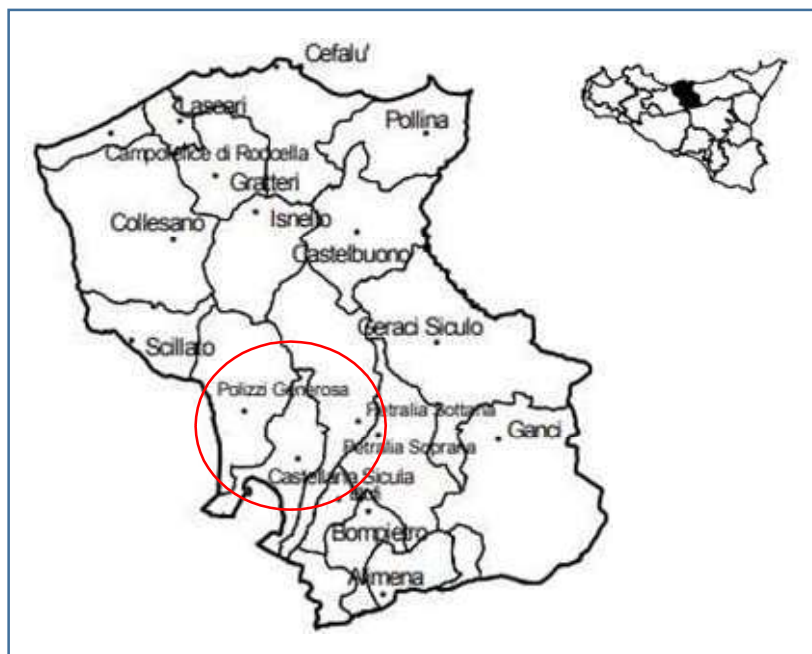 Cefalu'
Lascari
Pollina
Campofelice di Roccella
Gratteri
Isnello
Collesano
Castelbuono
Geraci Siculo
Scillato
Polizzi Generosa
Petralia Sottana
Ganci
Petralia Soprana
Castellana Sicula
Bompietro
Alimena